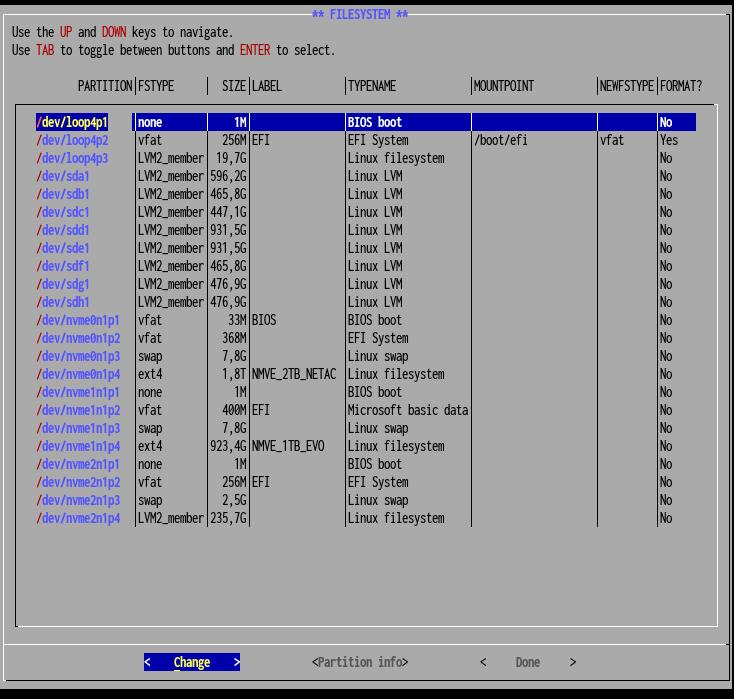 ** FILESYSTEM **
Use the UP and DOWN keys to navigate.
Use TAB to toggle between buttons and ENTER to select.
PARTITION|FSTYPE | SIZE|LABEL |TYPENAME |MOUNTPOINT |NEWFSTYPE|FORMAT?
/dev/loop4p1 |none | 1M| |BIOS boot | | |No
/dev/loop4p2 |vfat | 256M|EFI |EFI System |/boot/efi |vfat |Yes
/dev/loop4p3 |LVM2_member| 19,7G| |Linux filesystem | | |No
/dev/sda1 |LVM2_member|596,2G| |Linux LVM | | |No
/dev/sdb1 |LVM2_member|465,8G| |Linux LVM | | |No
/dev/sdc1 |LVM2_member|447,1G| |Linux LVM | | |No
/dev/sdd1 |LVM2_member|931,5G| |Linux LVM | | |No
/dev/sde1 |LVM2_member|931,5G| |Linux LVM | | |No
/dev/sdf1 |LVM2_member|465,8G| |Linux LVM | | |No
/dev/sdg1 |LVM2_member|476,9G| |Linux LVM | | |No
/dev/sdh1 |LVM2_member|476,9G| |Linux LVM | | |No
/dev/nvme0n1p1 |vfat | 33M|BIOS |BIOS boot | | |No
/dev/nvme0n1p2 |vfat | 368M| |EFI System | | |No
/dev/nvme0n1p3 |swap | 7,8G| |Linux swap | | |No
/dev/nvme0n1p4 |ext4 | 1,8T|NMVE_2TB_NETAC |Linux filesystem | | |No
/dev/nvme1n1p1 |none | 1M| |BIOS boot | | |No
/dev/nvme1n1p2 |vfat | 400M|EFI |Microsoft basic data| | |No
/dev/nvme1n1p3 |swap | 7,8G| |Linux swap | | |No
/dev/nvme1n1p4 |ext4 |923,4G|NMVE_1TB_EVO |Linux filesystem | | |No
/dev/nvme2n1p1 |none | 1M| |BIOS boot | | |No
/dev/nvme2n1p2 |vfat | 256M|EFI |EFI System | | |No
/dev/nvme2n1p3 |swap | 2,5G| |Linux swap | | |No
/dev/nvme2n1p4 |LVM2_member|235,7G| |Linux filesystem | | |No
< Change > <Partition info> < Done >